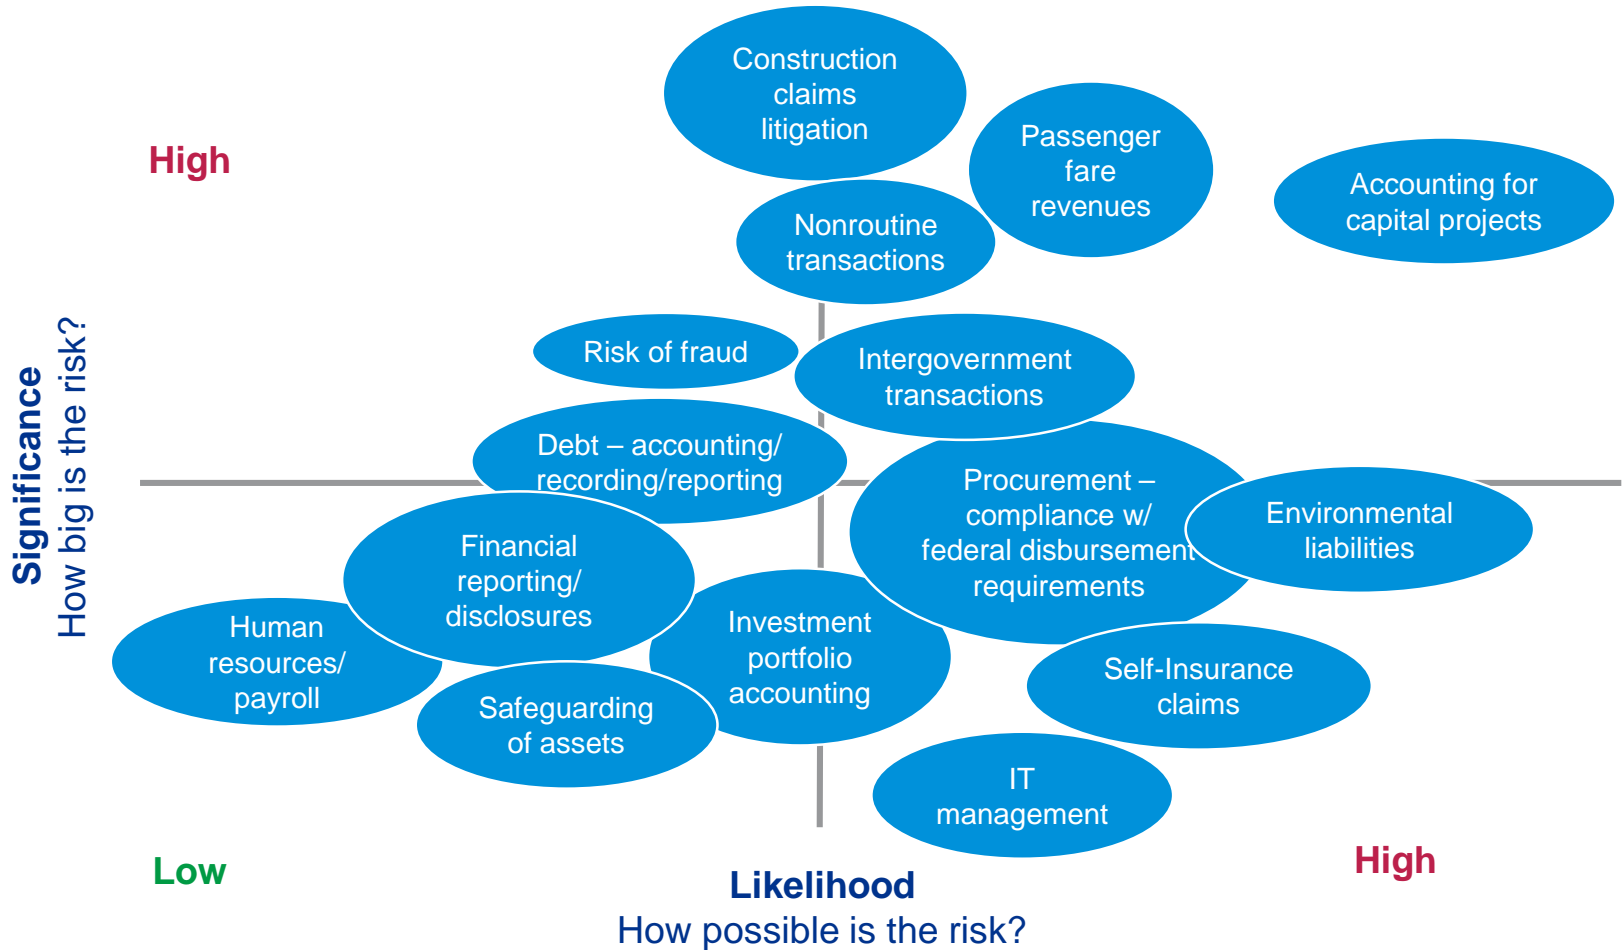 Construction
claims
litigation
Passenger
fare
revenues
High
Accounting for
capital projects
Nonroutine
transactions
Risk of fraud
Intergovernment
transactions
Significance
How big is the risk?
Debt – accounting/
recording/reporting
Procurement –
compliance w/
federal disbursement
requirements
Environmental
liabilities
Financial
reporting/
disclosures
Human
resources/
payroll
Investment
portfolio
accounting
Self-Insurance
claims
Safeguarding
of assets
IT
management
Low
High
Likelihood
How possible is the risk?